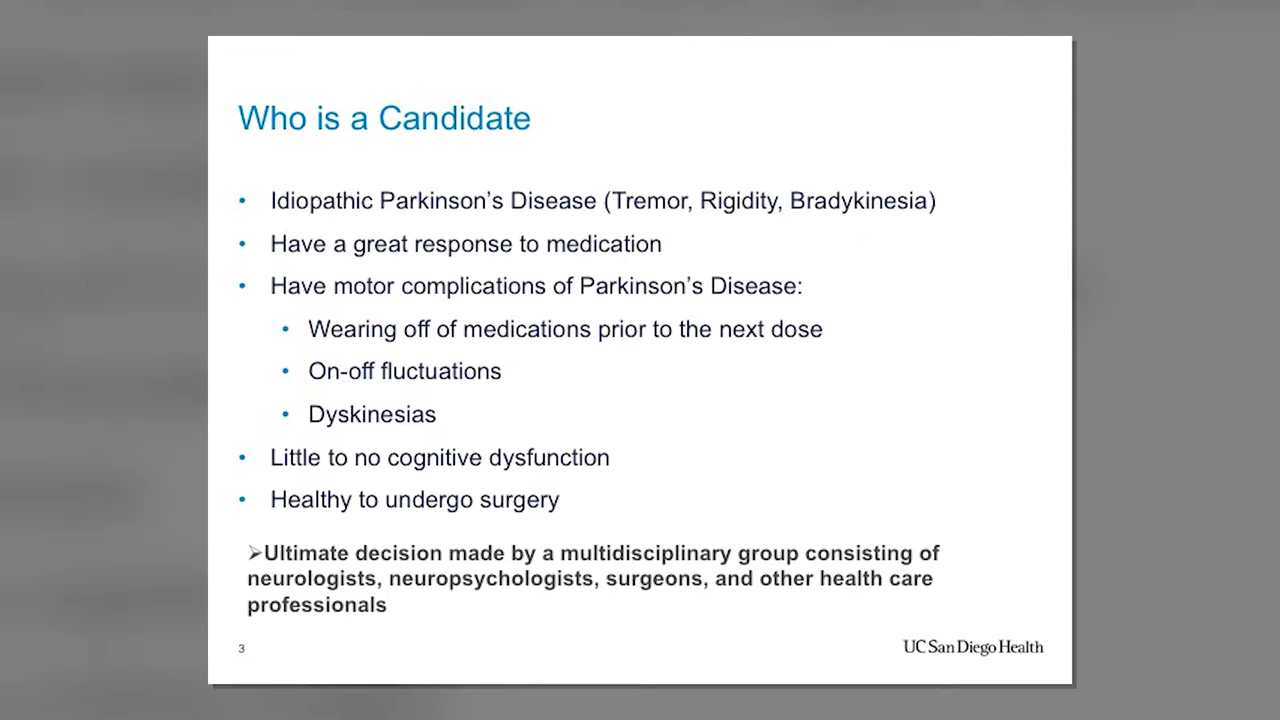 Who is a Candidate
• Idiopathic Parkinson’s Disease (Tremor, Rigidity, Bradykinesia)
• Have a great response to medication
• Have motor complications of Parkinson’s Disease:
• Wearing off of medications prior to the next dose
• On-off fluctuations
• Dyskinesias
• Little to no cognitive dysfunction
• Healthy to undergo surgery
➢Ultimate decision made by a multidisciplinary group consisting of
neurologists, neuropsychologists, surgeons, and other health care
professionals
3
UC San Diego Health